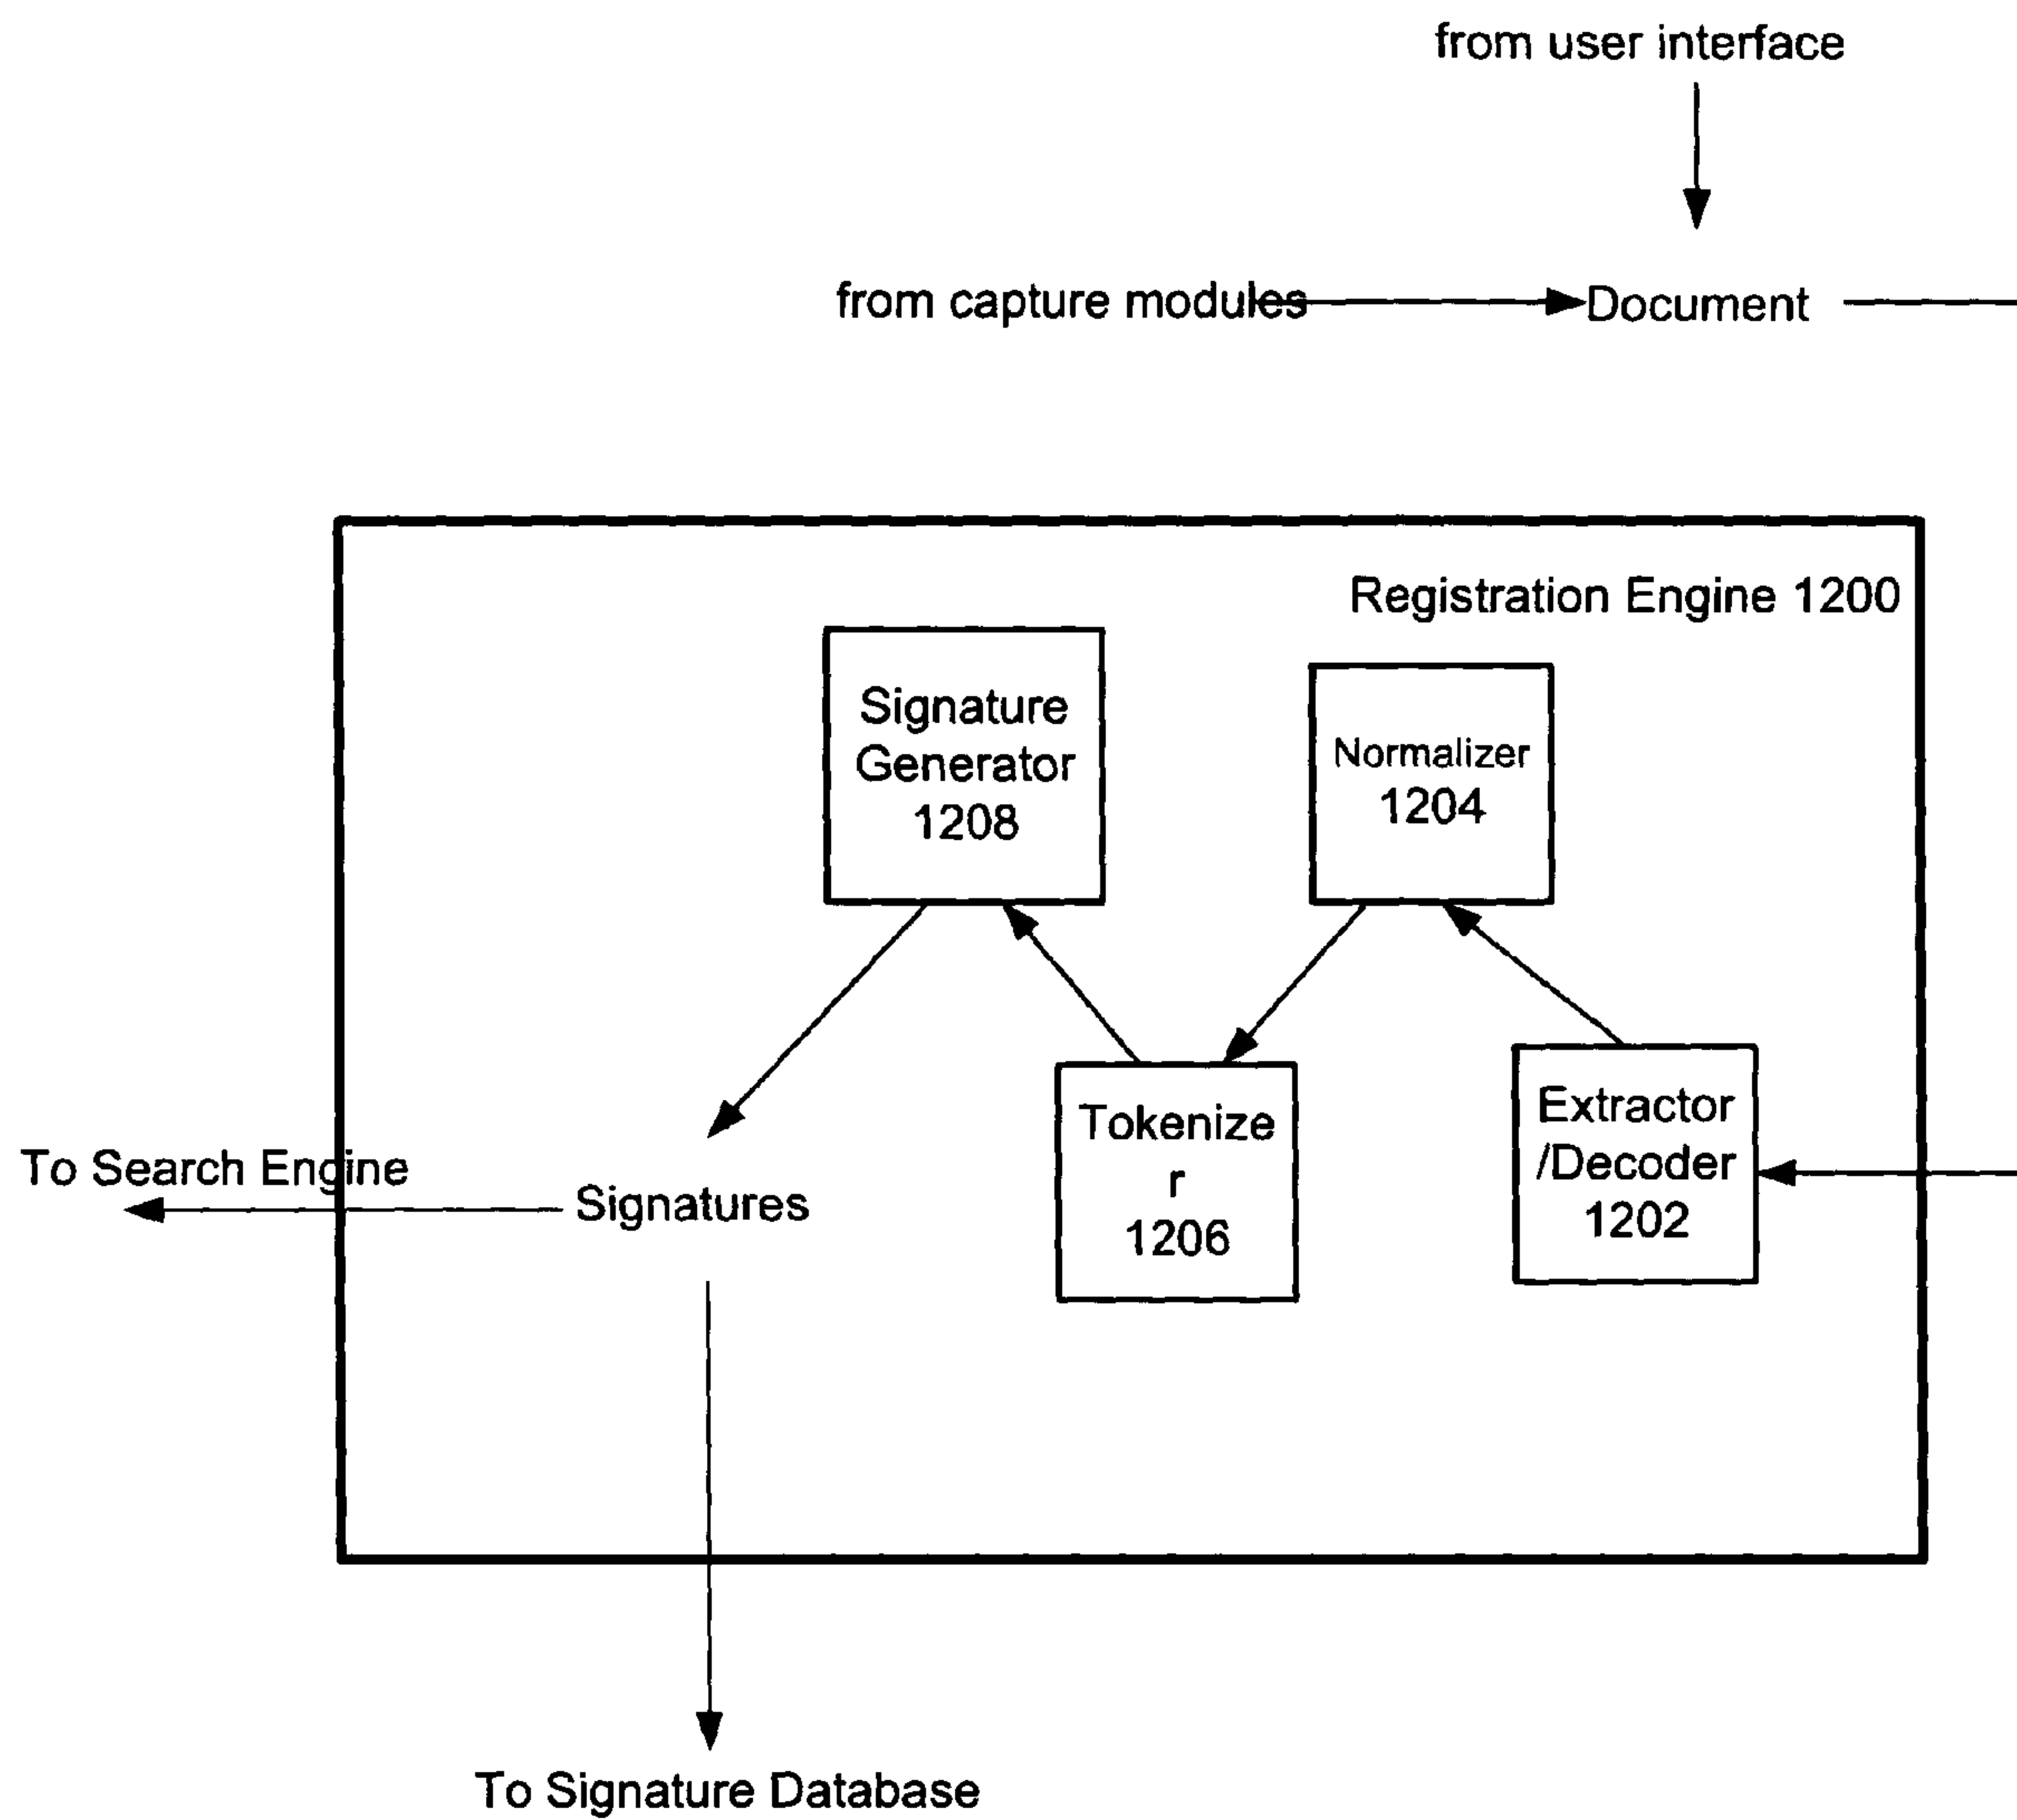 from user interface
from capture modules
Document
Registration Engine 1200
Signature
Generator
1208
Normalizer
1204
Tokenize
r
1206
Extractor
/Decoder
1202
To Search Engine
Signatures
To Signature Database